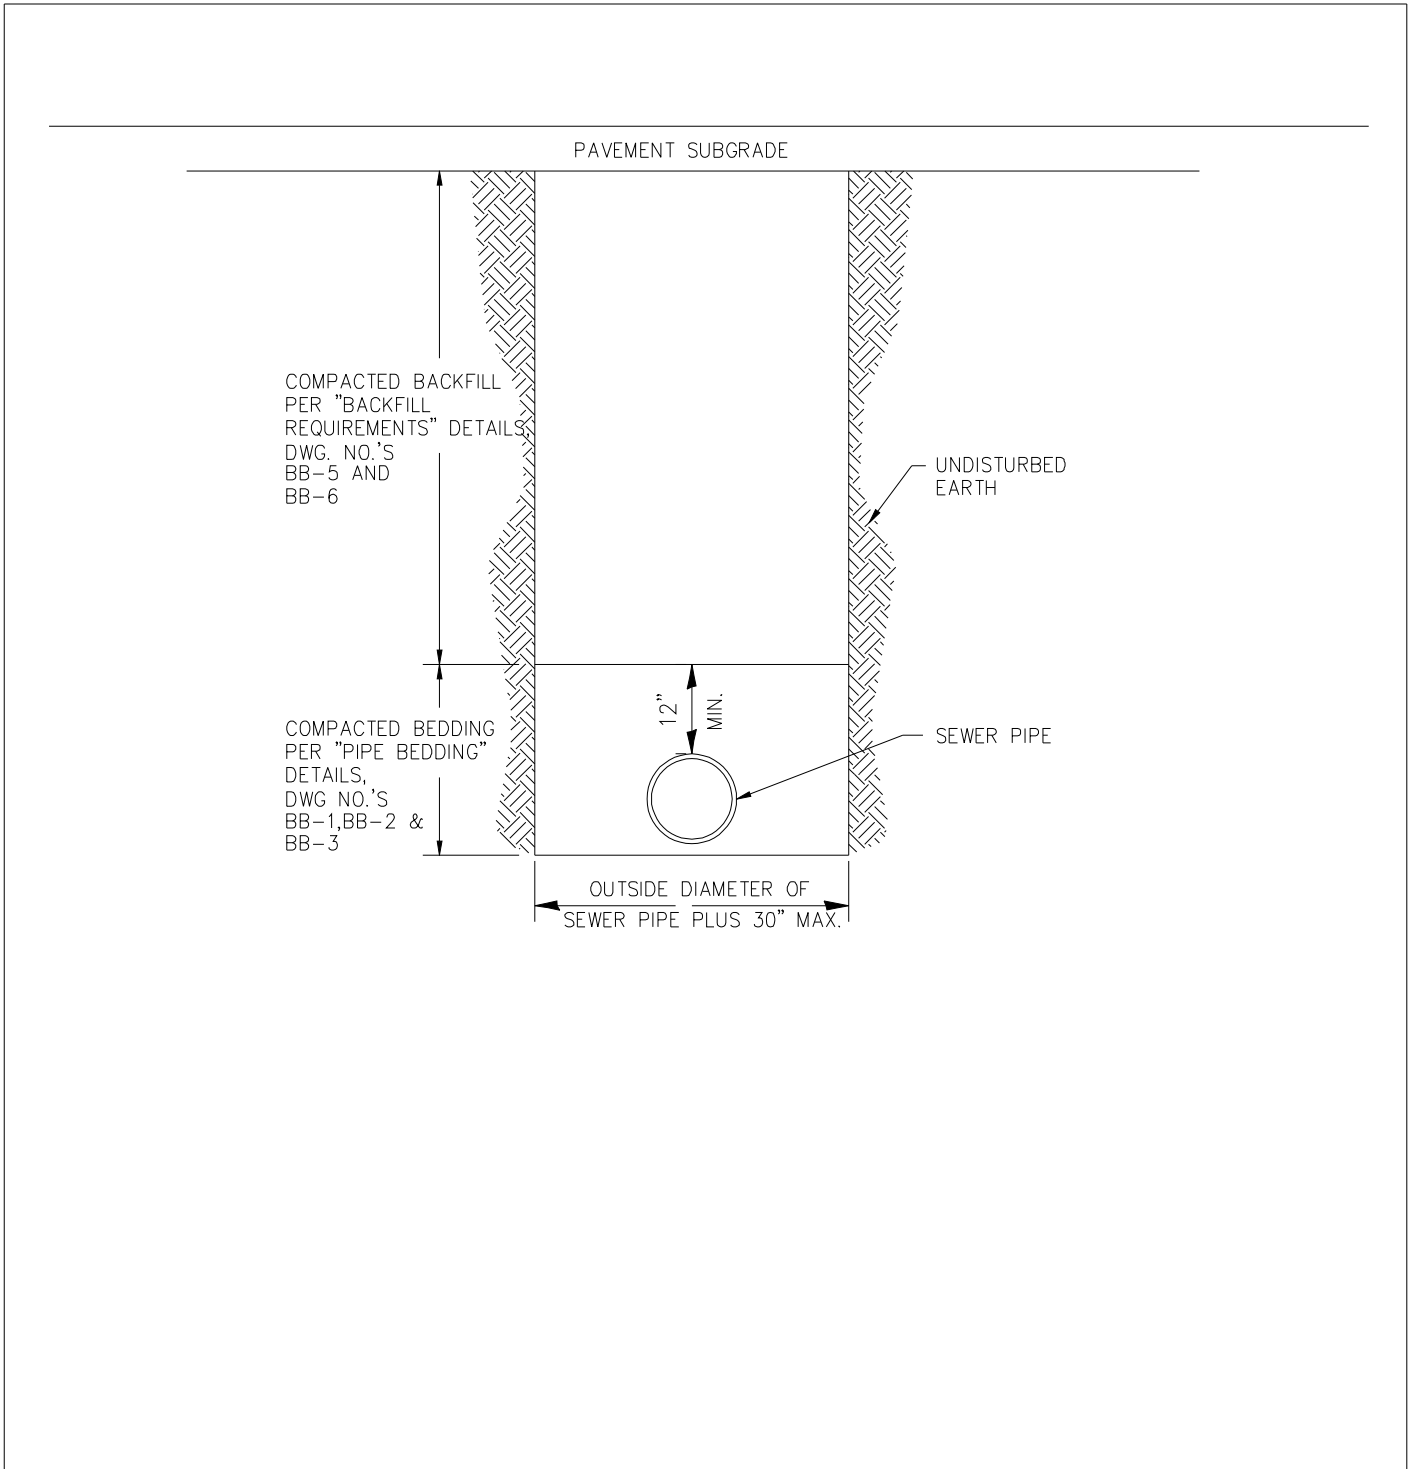 PAVEMENT SUBGRADE
COMPACTED BACKFILL
PER "BACKFILL
REQUIREMENTS" DETAILS,
DWG. NO.'S
BB-5 AND
BB-6
UNDISTURBED
EARTH
12"
MIN.
COMPACTED BEDDING
PER "PIPE BEDDING"
DETAILS,
DWG NO.'S
BB-1,BB-2 &
BB-3
SEWER PIPE
OUTSIDE DIAMETER OF
SEWER PIPE PLUS 30" MAX.